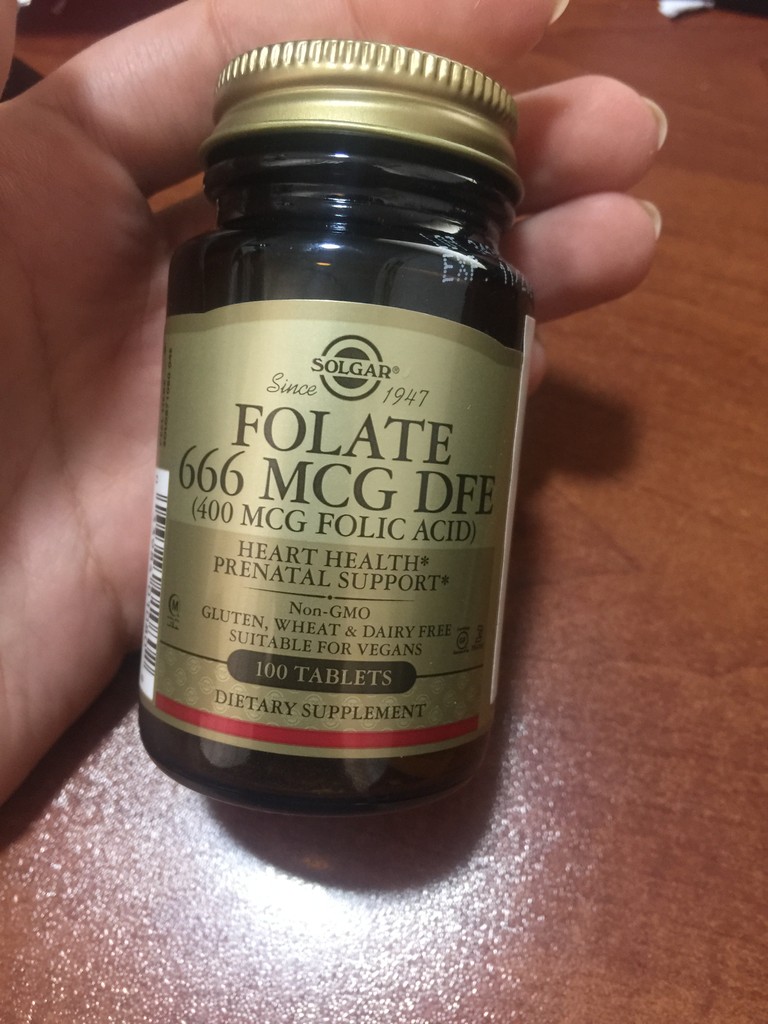 SOLGAR®
Since 1947
FOLATE
666 MCG DFE
(400 MCG FOLIC ACID)
HEART HEALTH*
PRENATAL SUPPORT*
Non-GMO
GLUTEN, WHEAT & DAIRY FREE
SUITABLE FOR VEGANS
100 TABLETS
DIETARY SUPPLEMENT